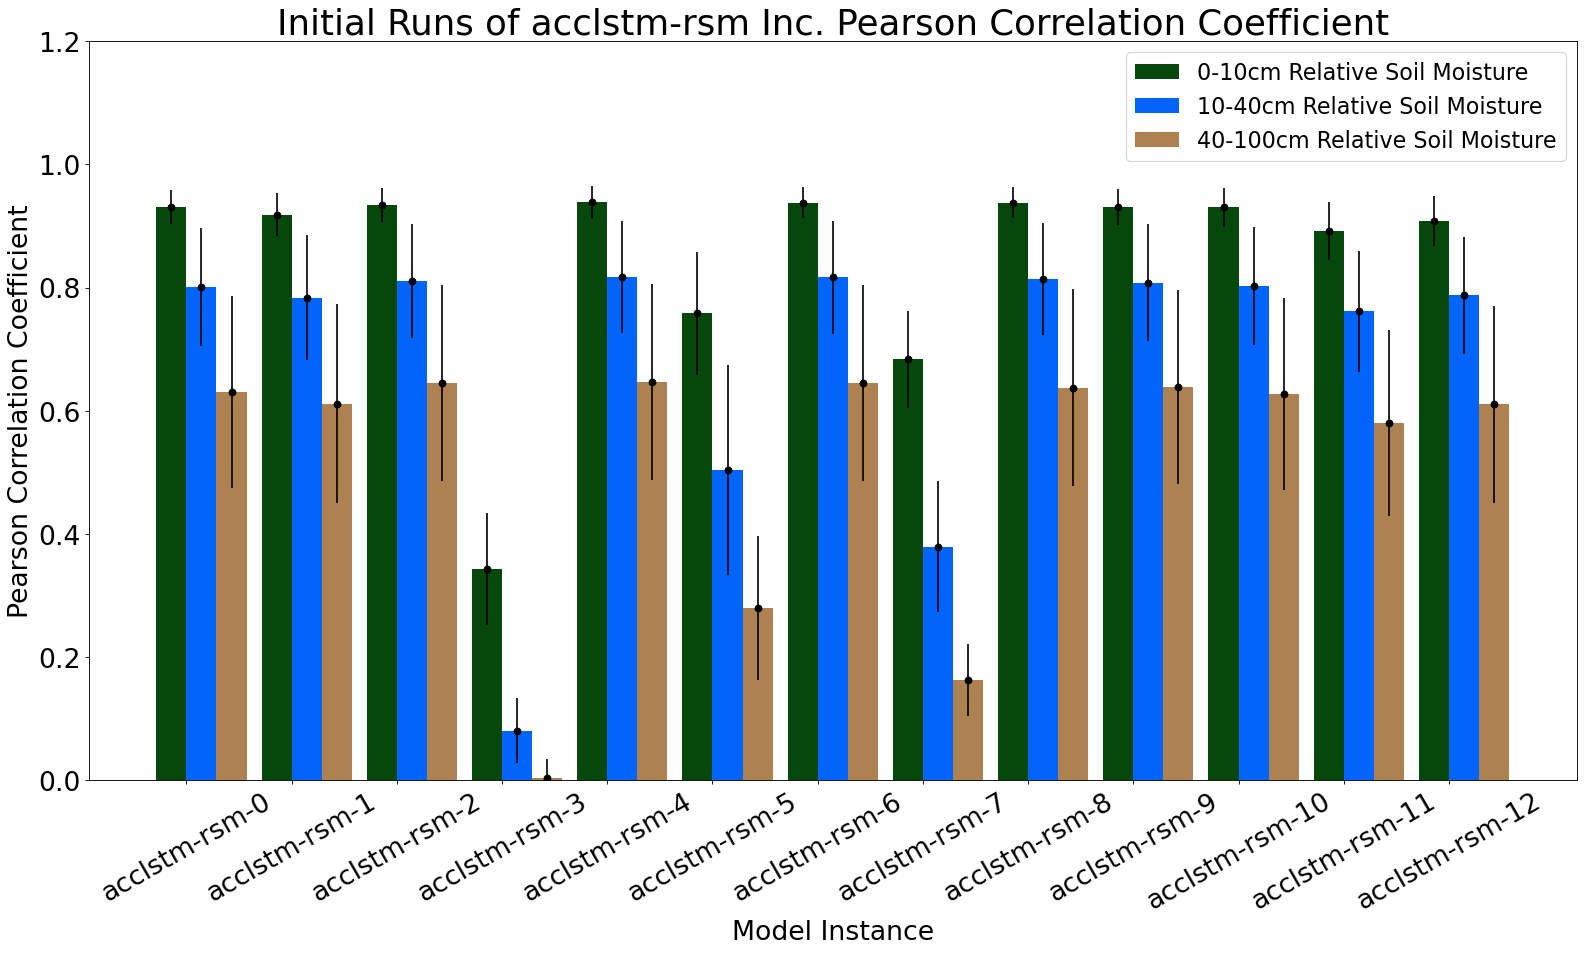 Initial Runs of acclstm-rsm Inc. Pearson Correlation Coefficient
1.2
1.0
0.8
0.6
0.4
0.2
0.0
Pearson Correlation Coefficient
0-10cm Relative Soil Moisture
10-40cm Relative Soil Moisture
40-100cm Relative Soil Moisture
acclstm-rsm-0
acclstm-rsm-1
acclstm-rsm-2
acclstm-rsm-3
acclstm-rsm-4
acclstm-rsm-5
acclstm-rsm-6
acclstm-rsm-7
acclstm-rsm-8
acclstm-rsm-9
acclstm-rsm-10
acclstm-rsm-11
acclstm-rsm-12
Model Instance